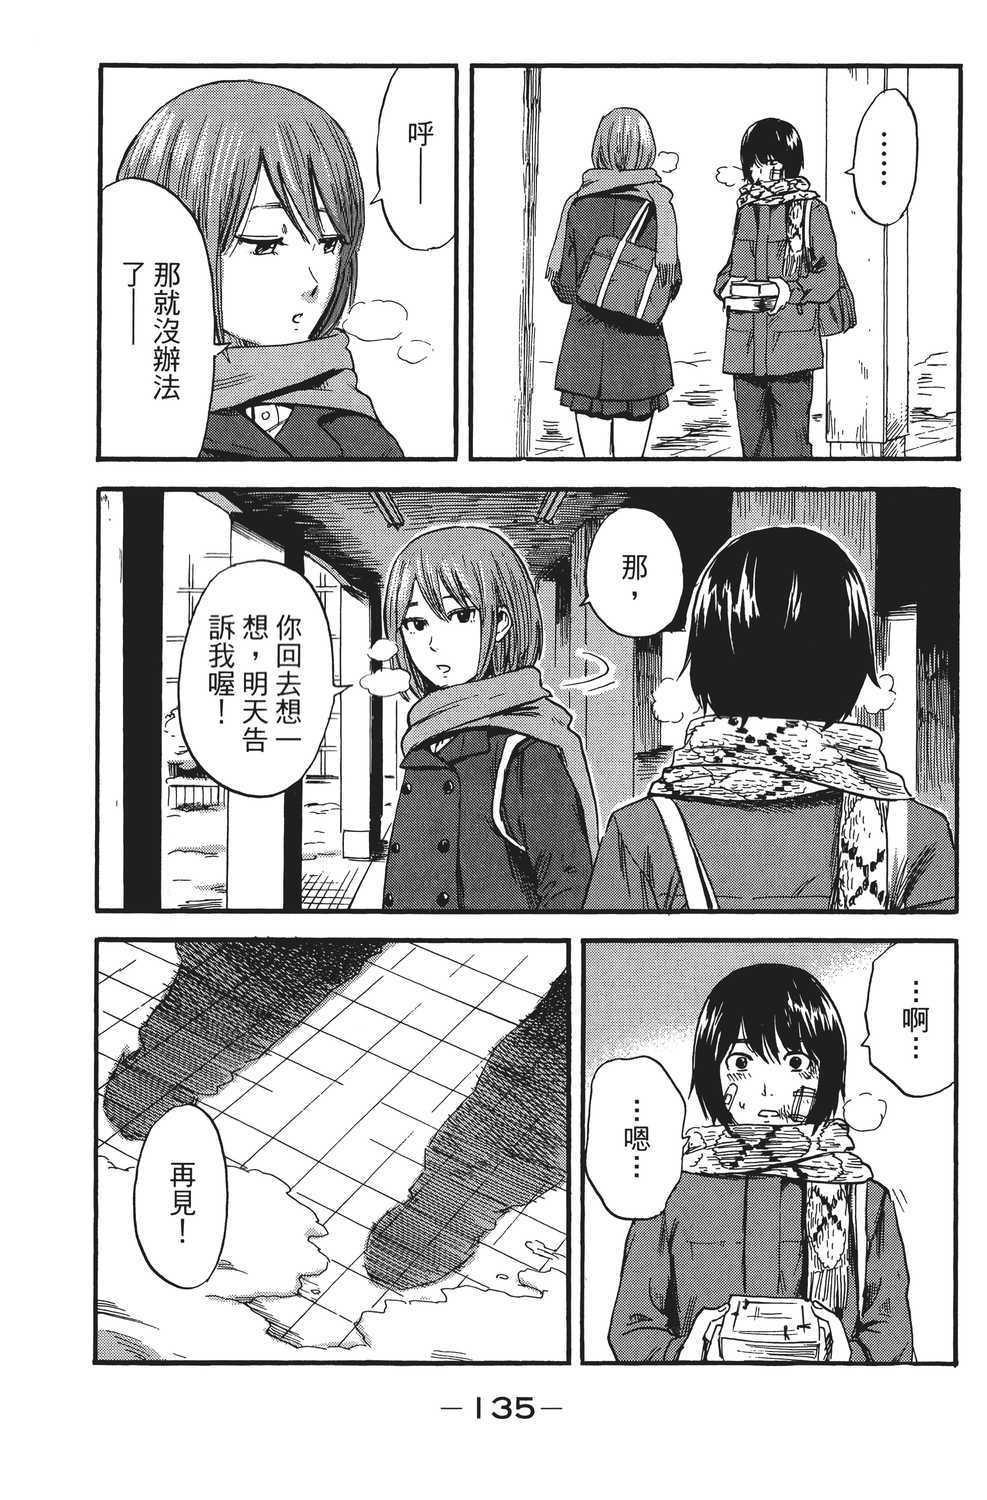 ……
呼——
那就沒辦法
了——
那，
你回去想一
想，明天告
訴我喔！
…啊…
…嗯…
再見！
—135—